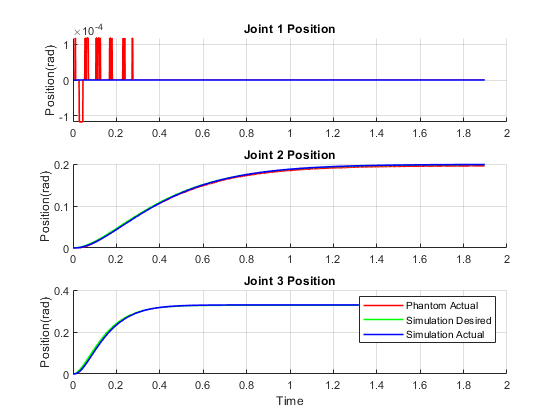 Joint 1 Position
×10-4
1
0
-1
Position(rad)
0 0.2 0.4 0.6 0.8 1 1.2 1.4 1.6 1.8 2
Joint 2 Position
0.2
0.1
0
Position(rad)
0 0.2 0.4 0.6 0.8 1 1.2 1.4 1.6 1.8 2
Joint 3 Position
0.4
0.2
0
Position(rad)
Phantom Actual
Simulation Desired
Simulation Actual
0 0.2 0.4 0.6 0.8 1 1.2 1.4 1.6 1.8 2
Time